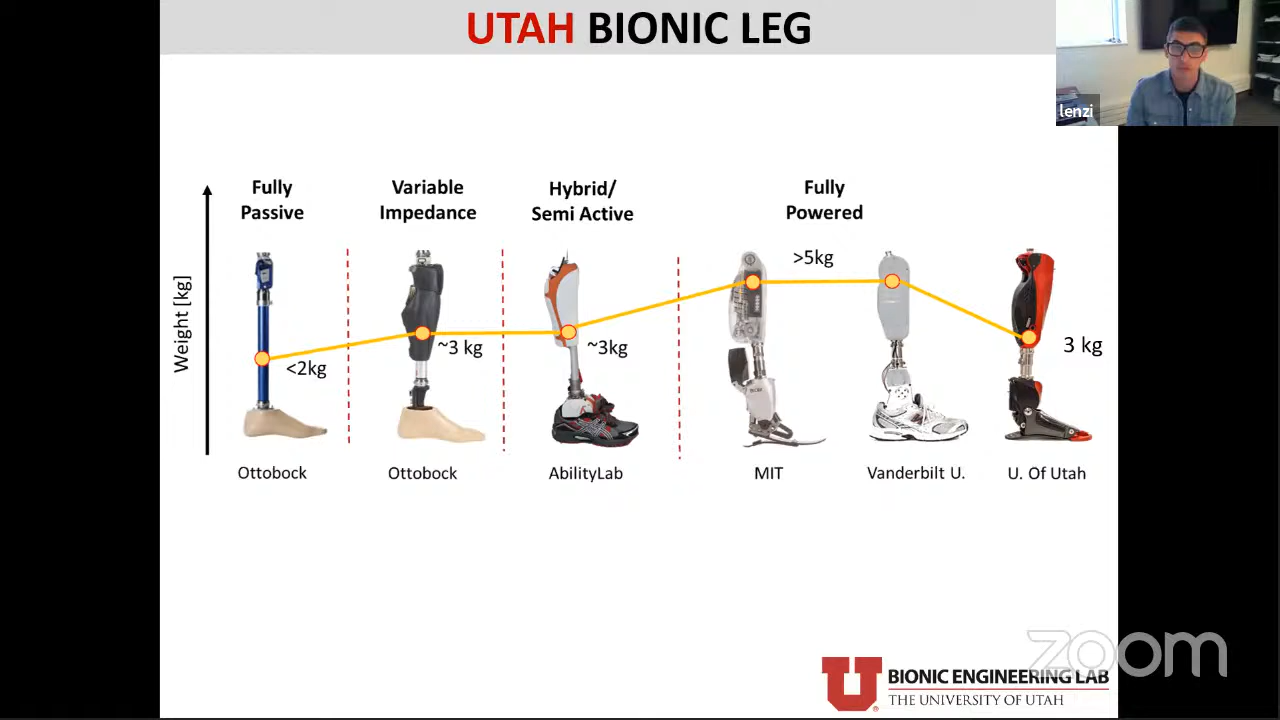 UTAH BIONIC LEG
lenzi
Fully
Passive
Variable
Impedance
Hybrid/
Semi Active
Fully
Powered
Weight [kg]
<2kg
~3 kg
~3kg
>5kg
3 kg
Ottobock
Ottobock
AbilityLab
MIT
Vanderbilt U.
U. Of Utah
zoom
U
BIONIC ENGINEERING LAB
THE UNIVERSITY OF UTAH